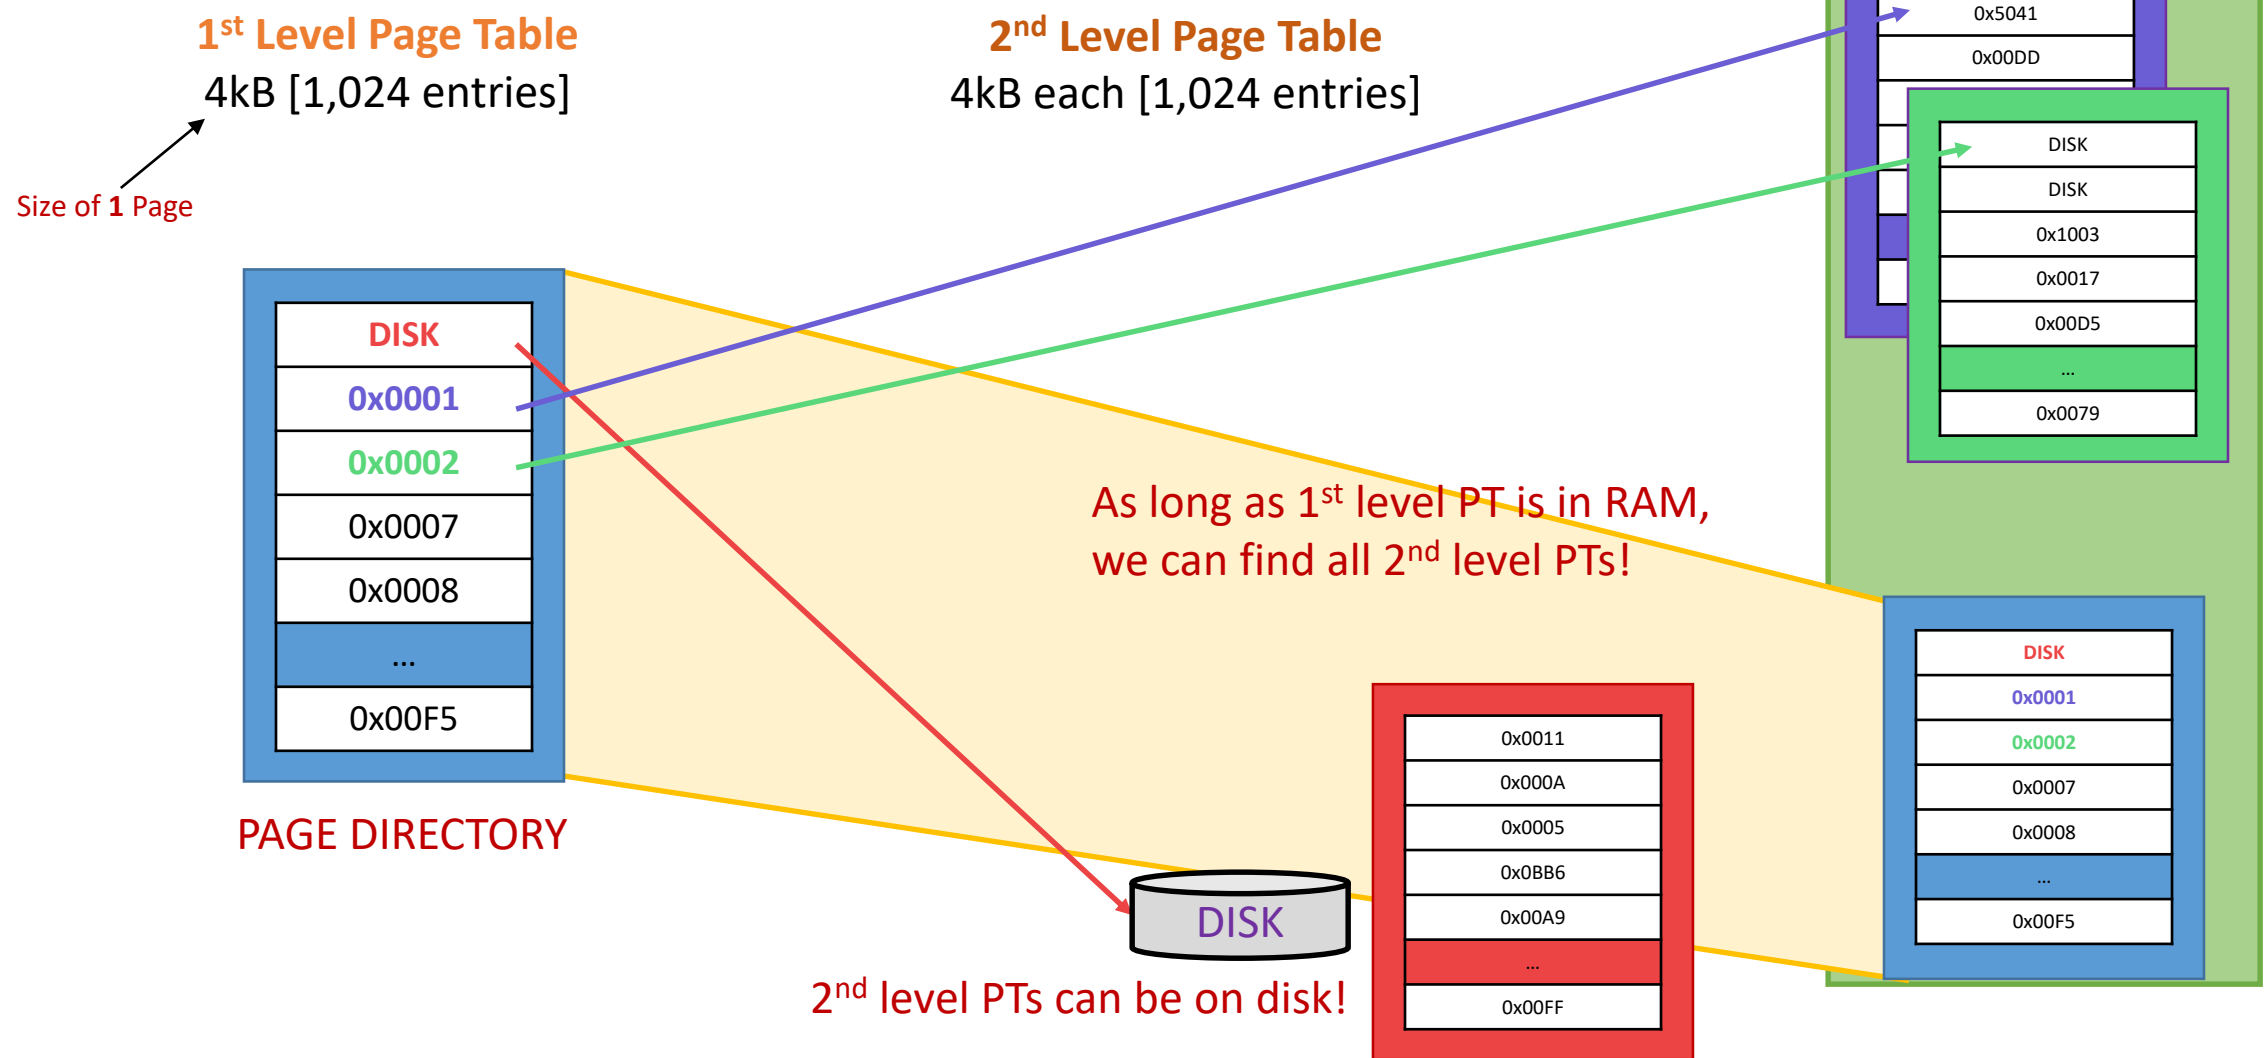 1st Level Page Table
4kB [1,024 entries]
Size of 1 Page
2nd Level Page Table
4kB each [1,024 entries]
0x5041
0x00DD
DISK
DISK
0x1003
0x0017
0x00D5
...
0x0079
DISK
0x0001
0x0002
0x0007
0x0008
...
0x00F5
PAGE DIRECTORY
As long as 1st level PT is in RAM,
we can find all 2nd level PTs!
DISK
2nd level PTs can be on disk!
0x0011
0x000A
0x0005
0x0BB6
0x00A9
...
0x00FF
DISK
0x0001
0x0002
0x0007
0x0008
...
0x00F5